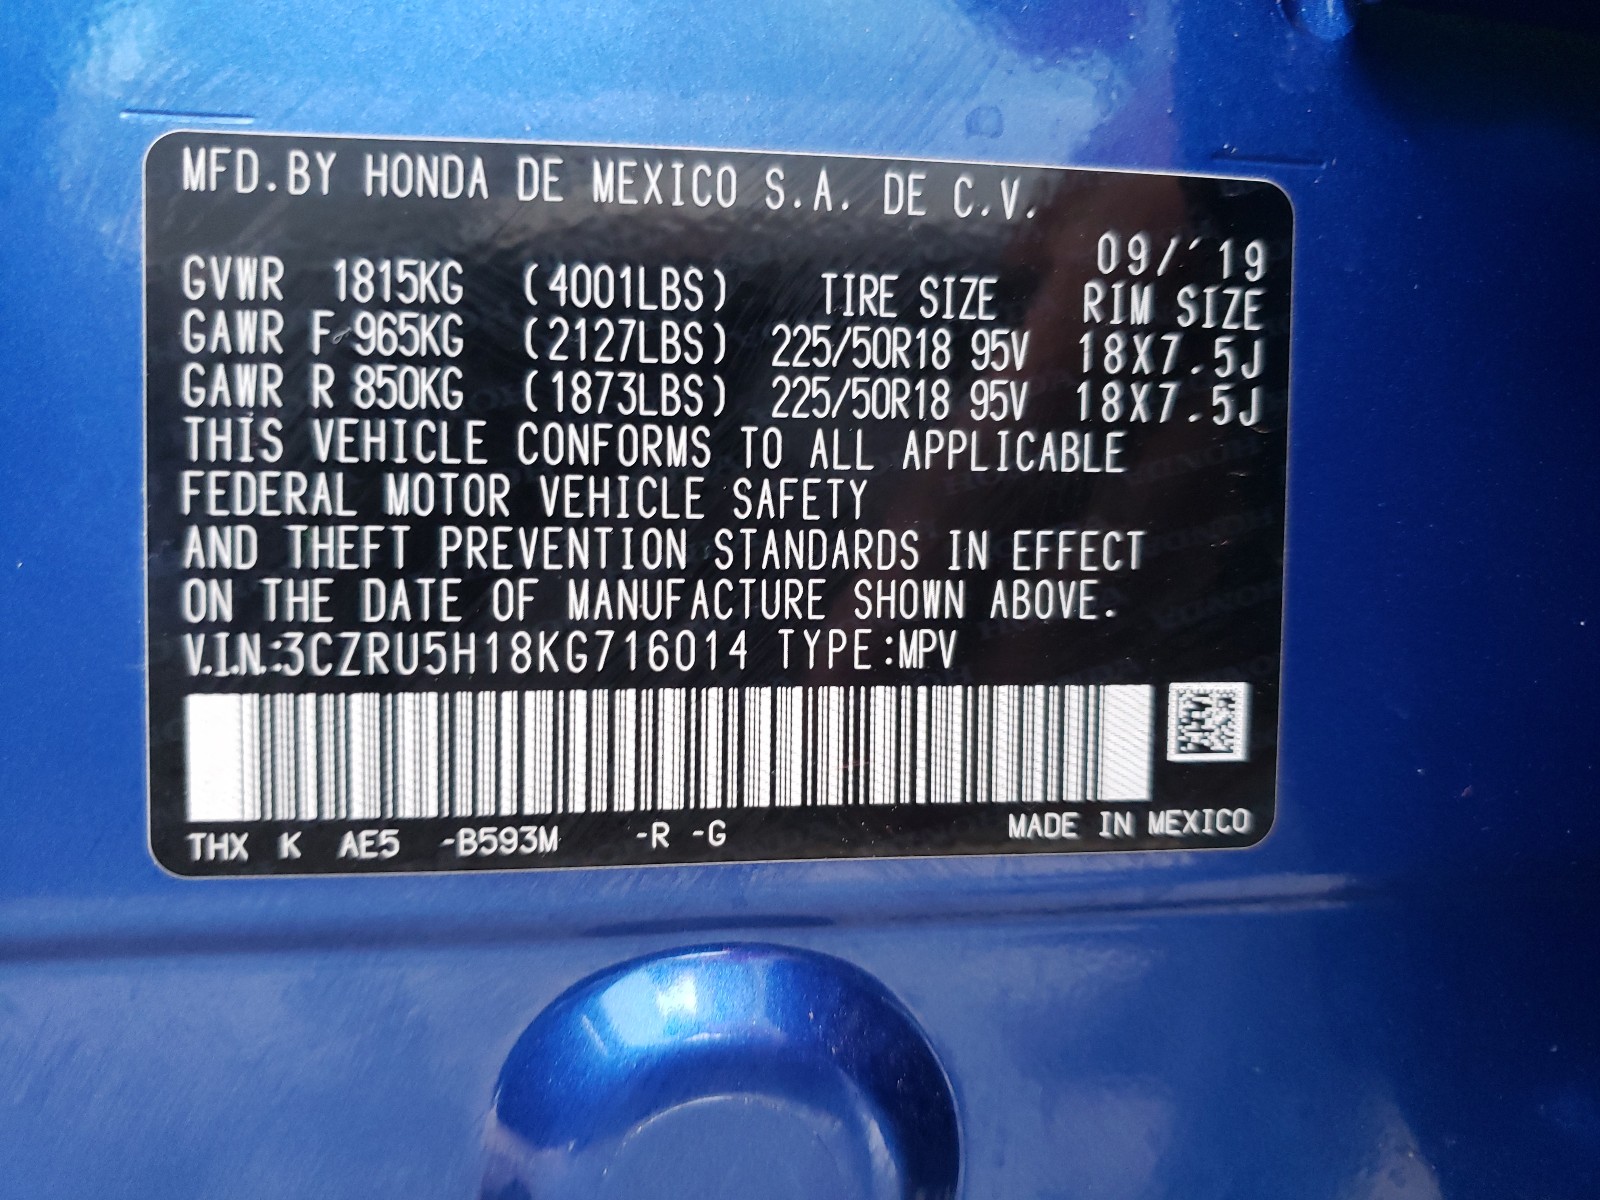 MFD.BY HONDA DE MEXICO S.A. DE C.V.
09/'19
GVWR 1815KG (4001LBS) TIRE SIZE RIM SIZE
GAWR F 965KG (2127LBS) 225/50R18 95V 18X7.5J
GAWR R 850KG (1873LBS) 225/50R18 95V 18X7.5J
THIS VEHICLE CONFORMS TO ALL APPLICABLE
FEDERAL MOTOR VEHICLE SAFETY
AND THEFT PREVENTION STANDARDS IN EFFECT
ON THE DATE OF MANUFACTURE SHOWN ABOVE.
V.I.N.:3CZRU5H18KG716014 TYPE:MPV
THX K AE5 -B593M -R -G MADE IN MEXICO